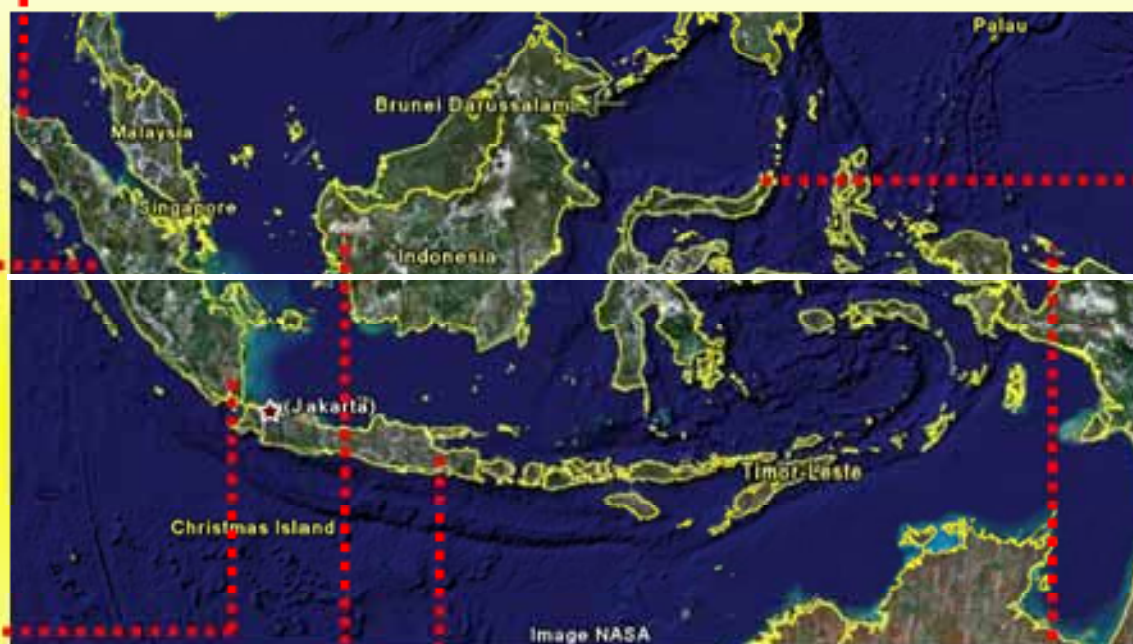 Palau
Brunei Darussalam
Malaysia
Singapore
Indonesia
(Jakarta)
Timor-Leste
Christmas Island
Image NASA